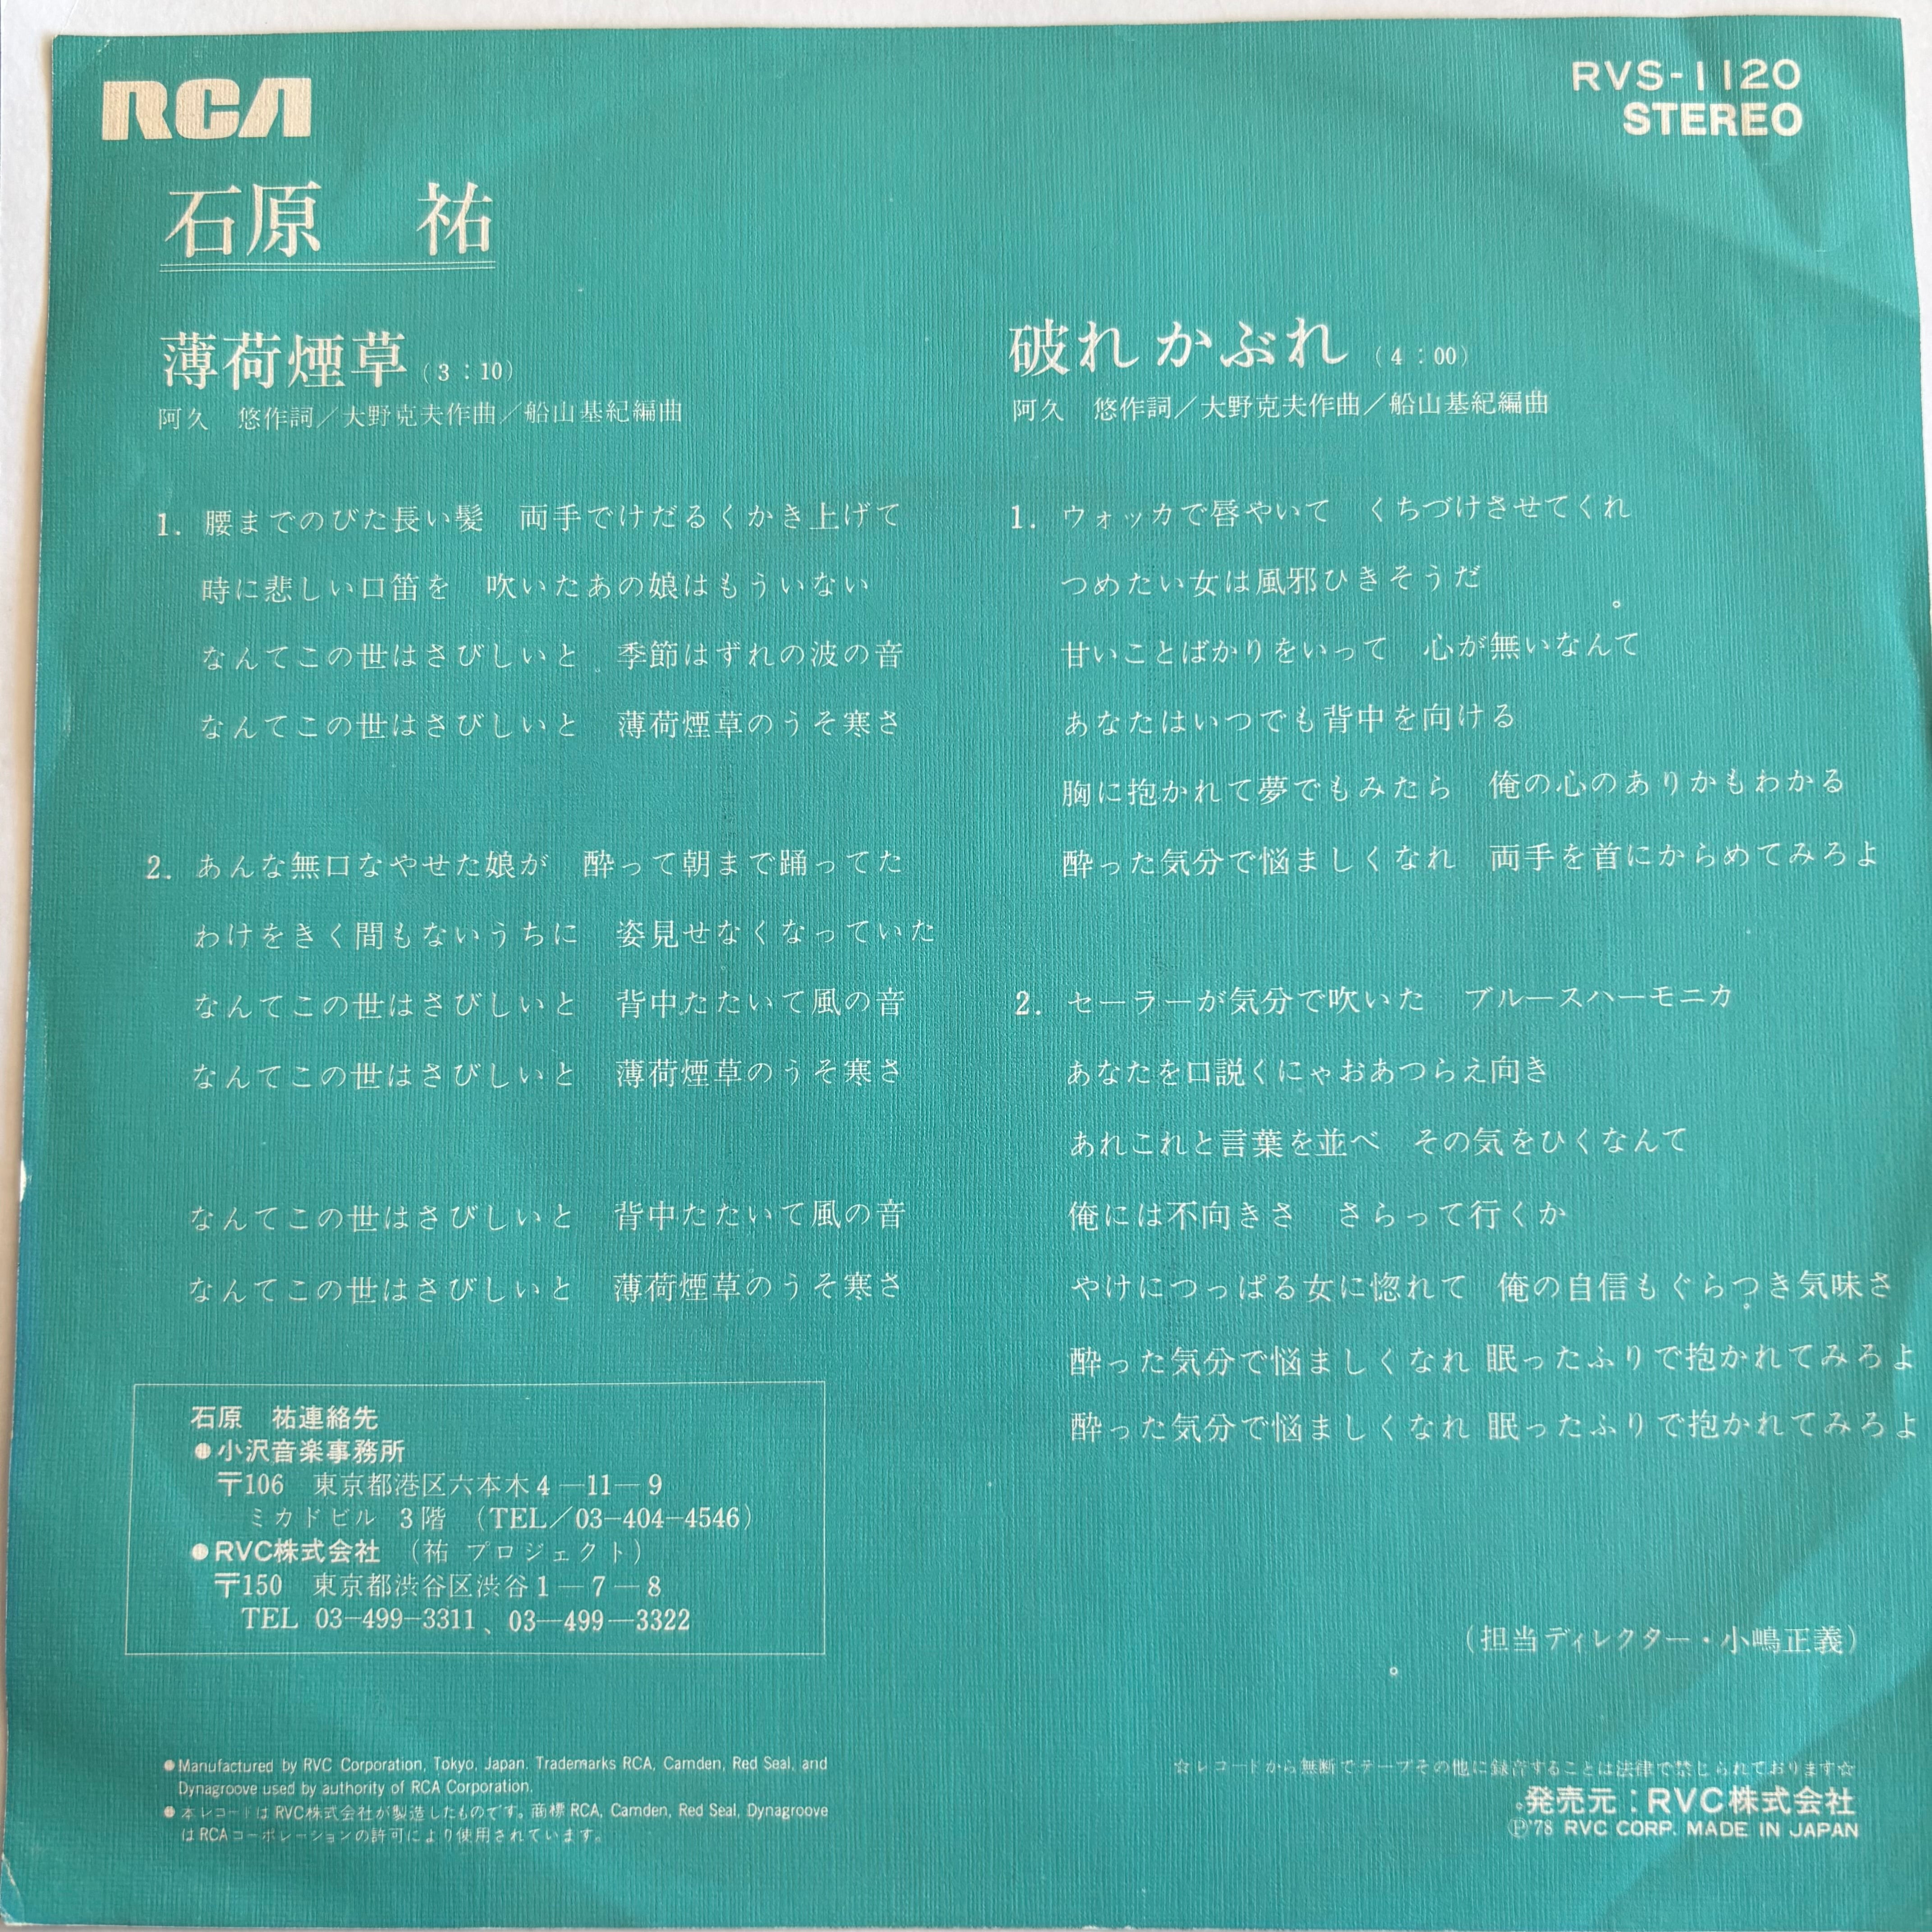 RCA
RVS-1120
STEREO
石原　祐
薄荷煙草 (3：10)
阿久　悠作詞／大野克夫作曲／船山基紀編曲
1. 腰までのびた長い髪　両手でけだるくかき上げて
時に悲しい口笛を　吹いたあの娘はもういない
なんてこの世はさびしいと　季節はずれの波の音
なんてこの世はさびしいと　薄荷煙草のうそ寒さ
2. あんな無口なやせた娘が　酔って朝まで踊ってた
わけをきく間もないうちに　姿見せなくなっていた
なんてこの世はさびしいと　背中たたいて風の音
なんてこの世はさびしいと　薄荷煙草のうそ寒さ
なんてこの世はさびしいと　背中たたいて風の音
なんてこの世はさびしいと　薄荷煙草のうそ寒さ
破れかぶれ (4：00)
阿久　悠作詞／大野克夫作曲／船山基紀編曲
1. ウォッカで唇やいて　くちづけさせてくれ
つめたい女は風邪ひきそうだ
甘いことばかりをいって　心が無いなんて
あなたはいつでも背中を向ける
胸に抱かれて夢でもみたら　俺の心のありかもわかる
酔った気分で悩ましくなれ　両手を首にからめてみろよ
2. セーラーが気分で吹いた　ブルースハーモニカ
あなたを口説くにゃおあつらえ向き
あれこれと言葉を並べ　その気をひくなんて
俺には不向きさ　さらって行くか
やけにつっぱる女に惚れて　俺の自信もぐらつき気味さ
酔った気分で悩ましくなれ 眠ったふりで抱かれてみろよ
酔った気分で悩ましくなれ 眠ったふりで抱かれてみろよ
石原　祐連絡先
●小沢音楽事務所
〒106　東京都港区六本木4―11―9
ミカドビル　3階　(TEL／03―404―4546)
●RVC株式会社　(祐 プロジェクト)
〒150　東京都渋谷区渋谷1―7―8
TEL 03―499―3311、03―499―3322
(担当ディレクター・小嶋正義)
●Manufactured by RVC Corporation, Tokyo, Japan. Trademarks RCA, Camden, Red Seal, and
Dynagroove used by authority of RCA Corporation.
●本レコードはRVC株式会社が製造したものです。商標RCA, Camden, Red Seal, Dynagroove
はRCAコーポレーションの許可により使用されています。
☆レコードから無断でテープその他に録音することは法律で禁じられております☆
発売元：RVC株式会社
Ⓟ'78 RVC CORP. MADE IN JAPAN